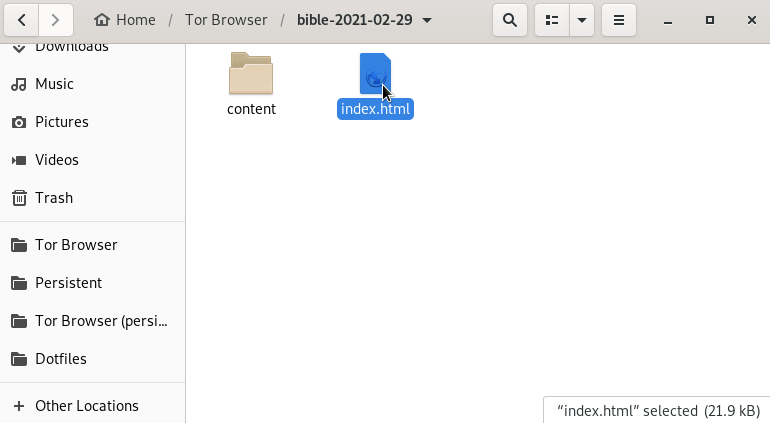 Home / Tor Browser / bible-2021-02-29
Downloads
Music
Pictures
Videos
Trash
Tor Browser
Persistent
Tor Browser (persi...
Dotfiles
Other Locations
content
index.html
“index.html” selected (21.9 kB)